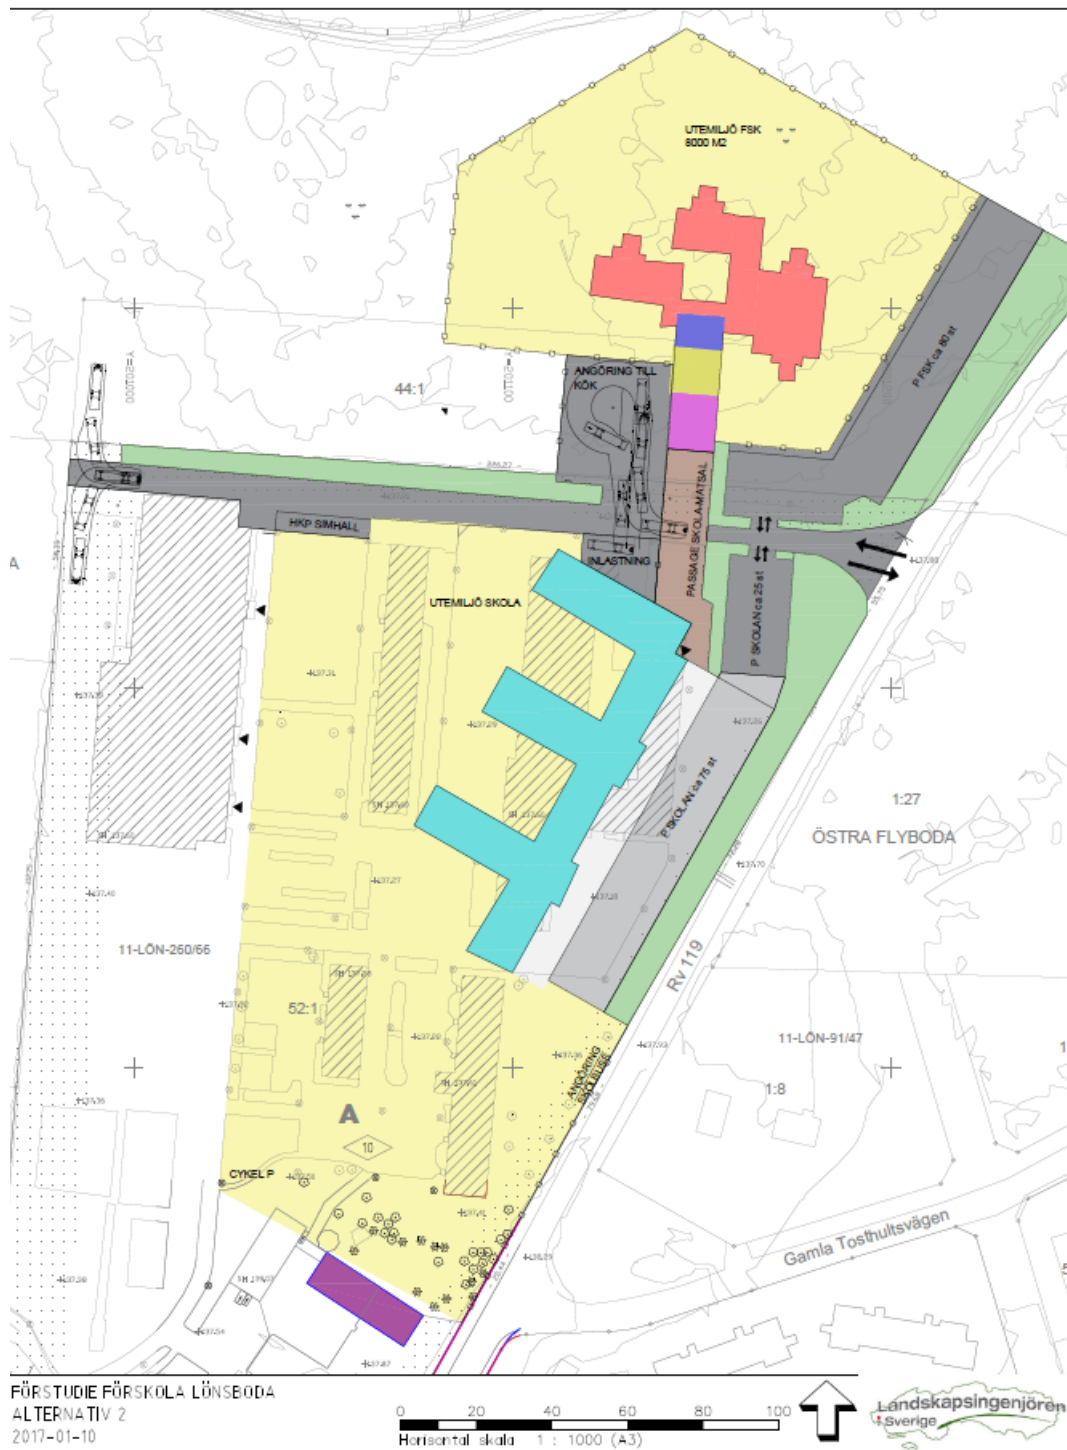 UTEMILJÖ FSK
8000 M2
P FSK ca 80 st
ANGÖRING TILL
KÖK
44:1
PASSAGE SKOLA-MATSAL
HKP SIMHALL
INLASTNING
UTEMILJÖ SKOLA
P SKOLAN ca 25 st
A
P SKOLAN ca 75 st
1:27
ÖSTRA FLYBODA
11-LÖN-260/66
Rv 119
52:1
11-LÖN-91/47
1:8
ANGÖRING
SKOLBUSS
A
10
CYKEL P
Gamla Tosthultsvägen
FÖRSTUDIE FÖRSKOLA LÖNSBODA
ALTERNATIV 2
2017-01-10
0 20 40 60 80 100
Horisontal skala 1 : 1000 (A3)
Landskapsingenjören
i Sverige